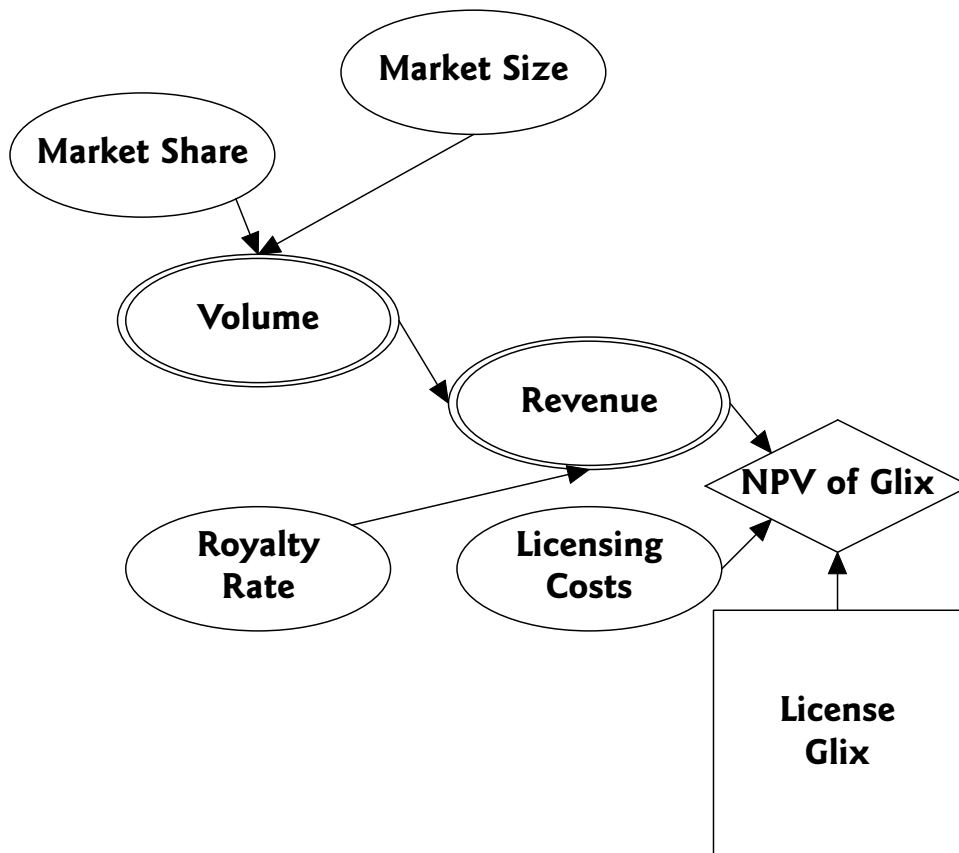 Market Size
Market Share
Volume
Revenue
NPV of Glix
Royalty
Rate
Licensing
Costs
License
Glix